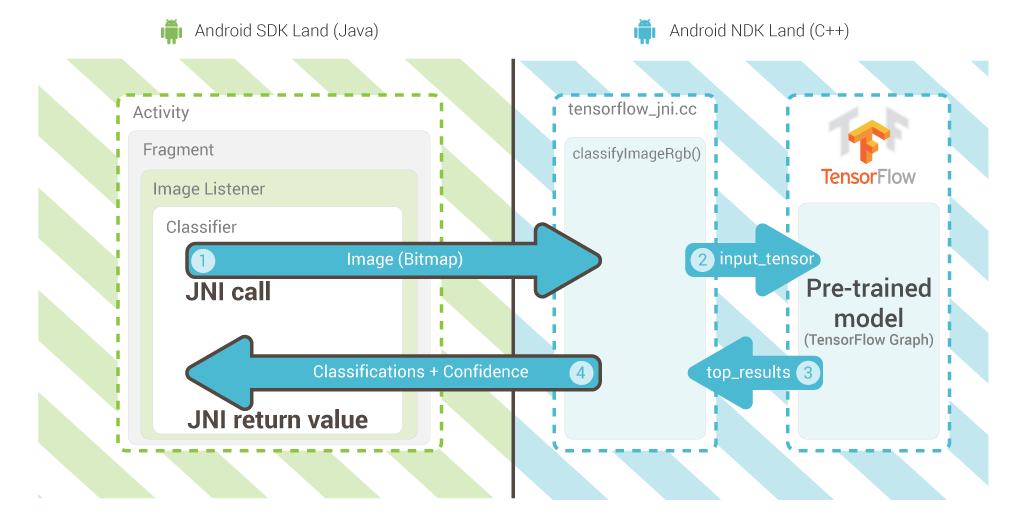 Android SDK Land (Java)
Android NDK Land (C++)
Activity
Fragment
Image Listener
Classifier
1 Image (Bitmap)
JNI call
Classifications + Confidence 4
JNI return value
tensorflow_jni.cc
classifyImageRgb()
TensorFlow
2 input_tensor
Pre-trained
model
(TensorFlow Graph)
top_results 3